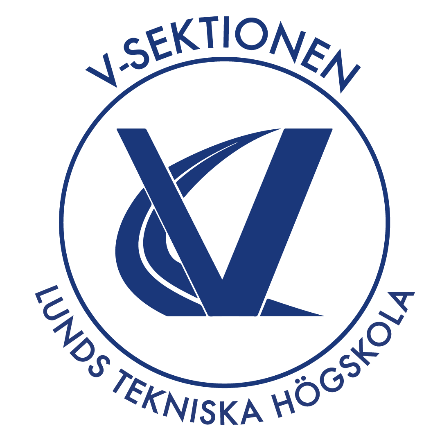 V-SEKTIONEN
V
LUNDS TEKNISKA HÖGSKOLA